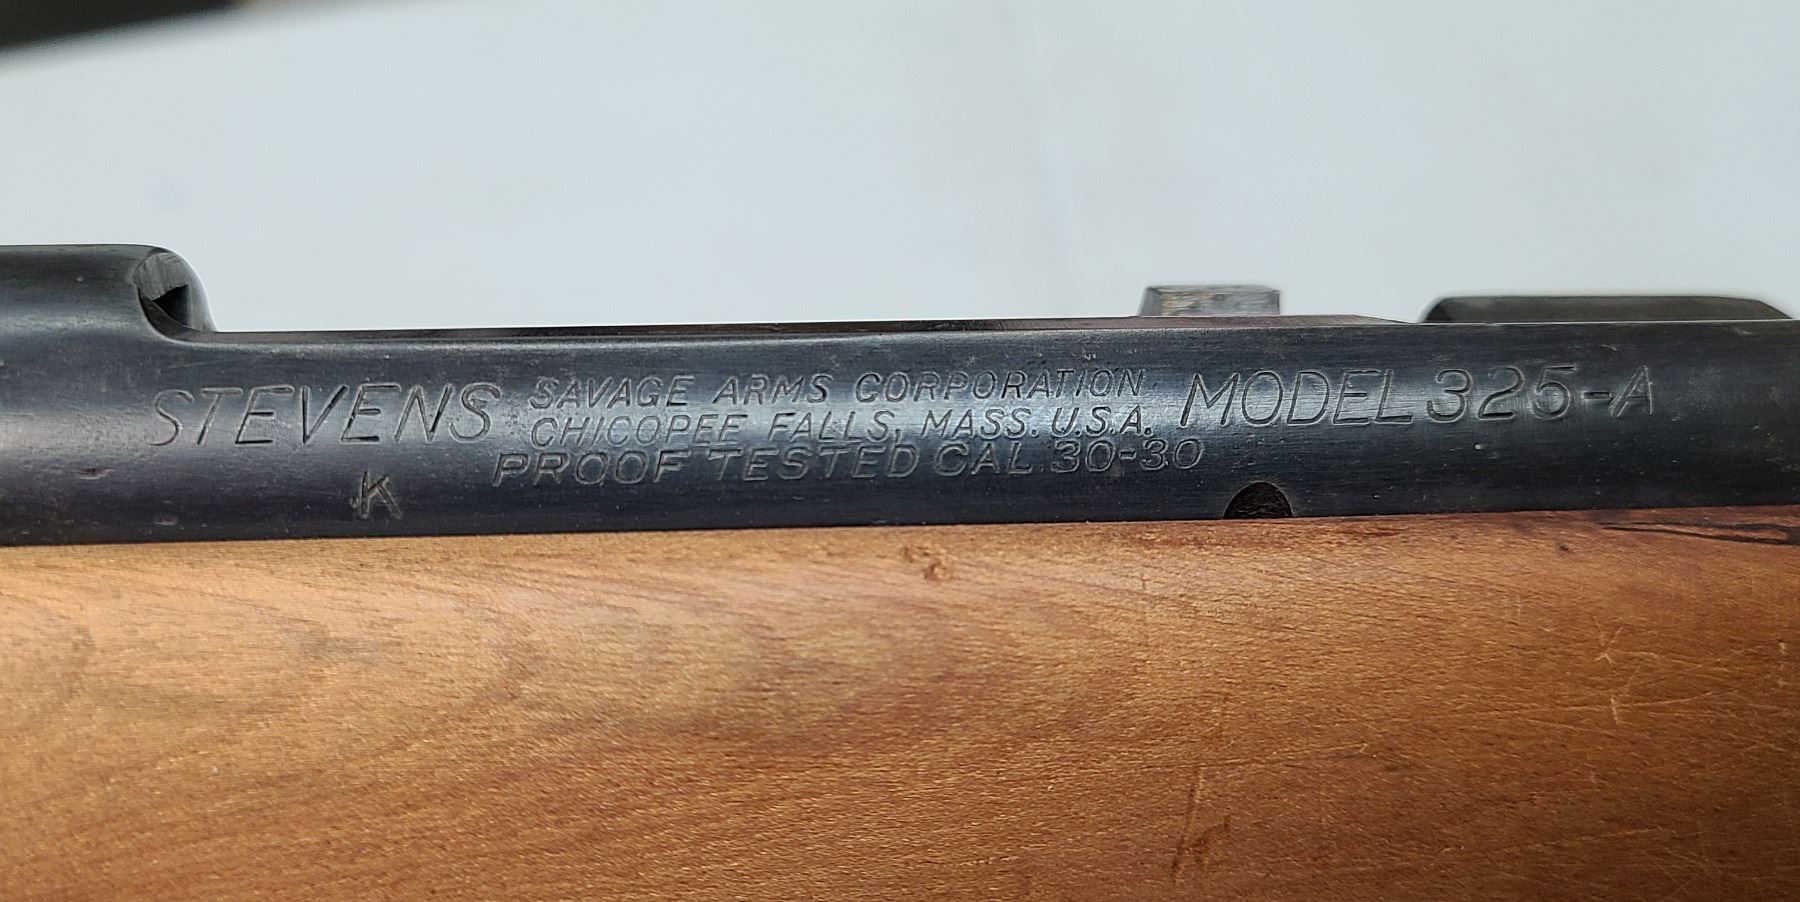 STEVENS SAVAGE ARMS CORPORATION MODEL 325-A
CHICOPEE FALLS, MASS. U.S.A.
PROOF TESTED CAL. 30-30
K